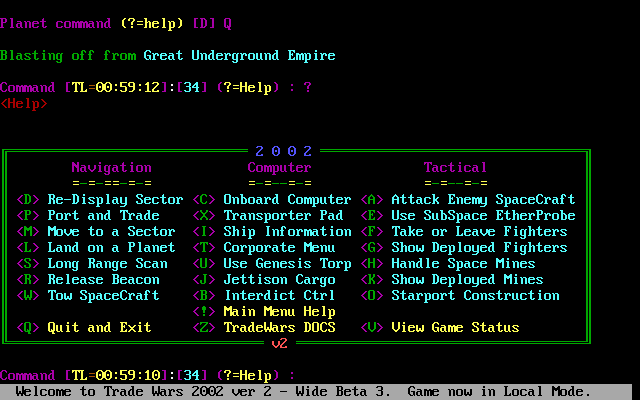 Planet command (?=help) [D] Q
Blasting off from Great Underground Empire
Command [TL=00:59:12]:[34] (?=Help) : ?
<Help>
2 0 0 2
Navigation Computer Tactical
=-=-==-=-= =-=--=-= =-=--=-=
<D> Re-Display Sector <C> Onboard Computer <A> Attack Enemy SpaceCraft
<P> Port and Trade <X> Transporter Pad <E> Use SubSpace EtherProbe
<M> Move to a Sector <I> Ship Information <F> Take or Leave Fighters
<L> Land on a Planet <T> Corporate Menu <G> Show Deployed Fighters
<S> Long Range Scan <U> Use Genesis Torp <H> Handle Space Mines
<R> Release Beacon <J> Jettison Cargo <K> Show Deployed Mines
<W> Tow SpaceCraft <B> Interdict Ctrl <O> Starport Construction
<!> Main Menu Help
<Q> Quit and Exit <Z> TradeWars DOCS <V> View Game Status
v2
Command [TL=00:59:10]:[34] (?=Help) :
Welcome to Trade Wars 2002 ver 2 - Wide Beta 3. Game now in Local Mode.